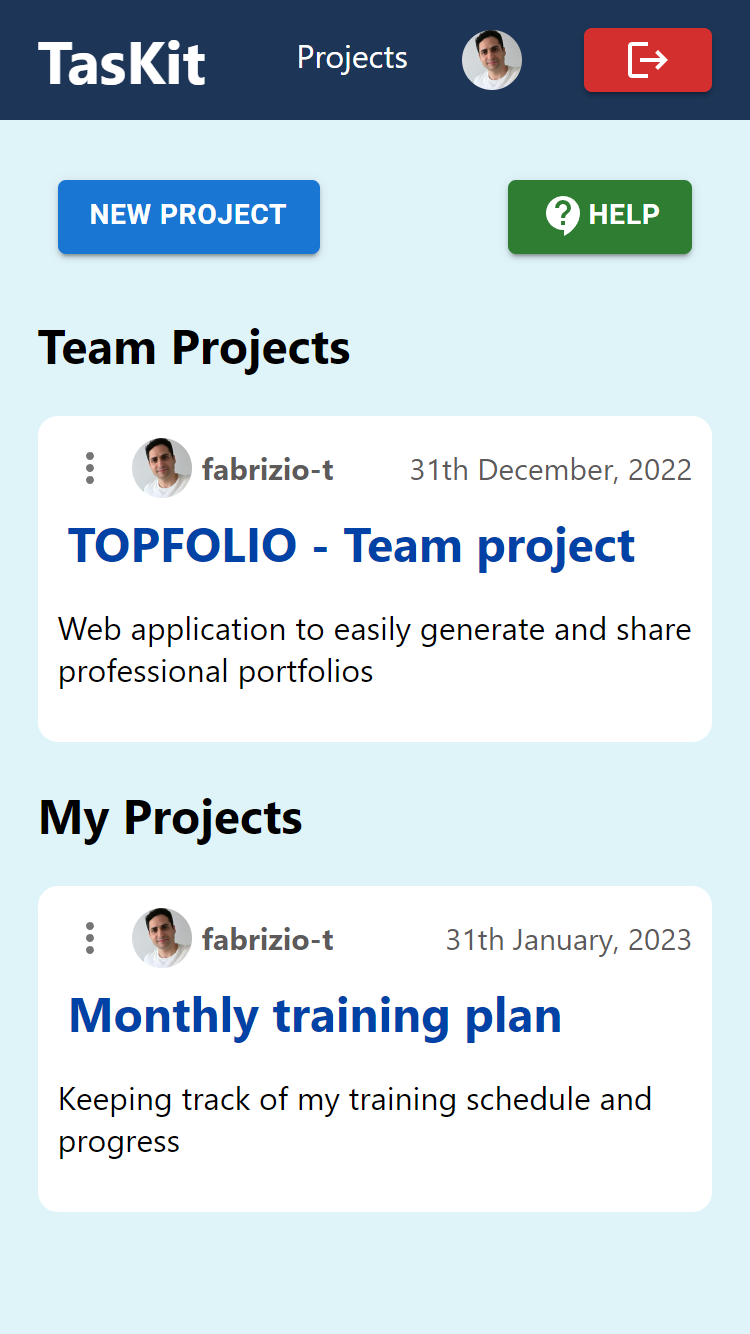 TasKit Projects
NEW PROJECT HELP
Team Projects
fabrizio-t 31th December, 2022
TOPFOLIO - Team project
Web application to easily generate and share
professional portfolios
My Projects
fabrizio-t 31th January, 2023
Monthly training plan
Keeping track of my training schedule and
progress